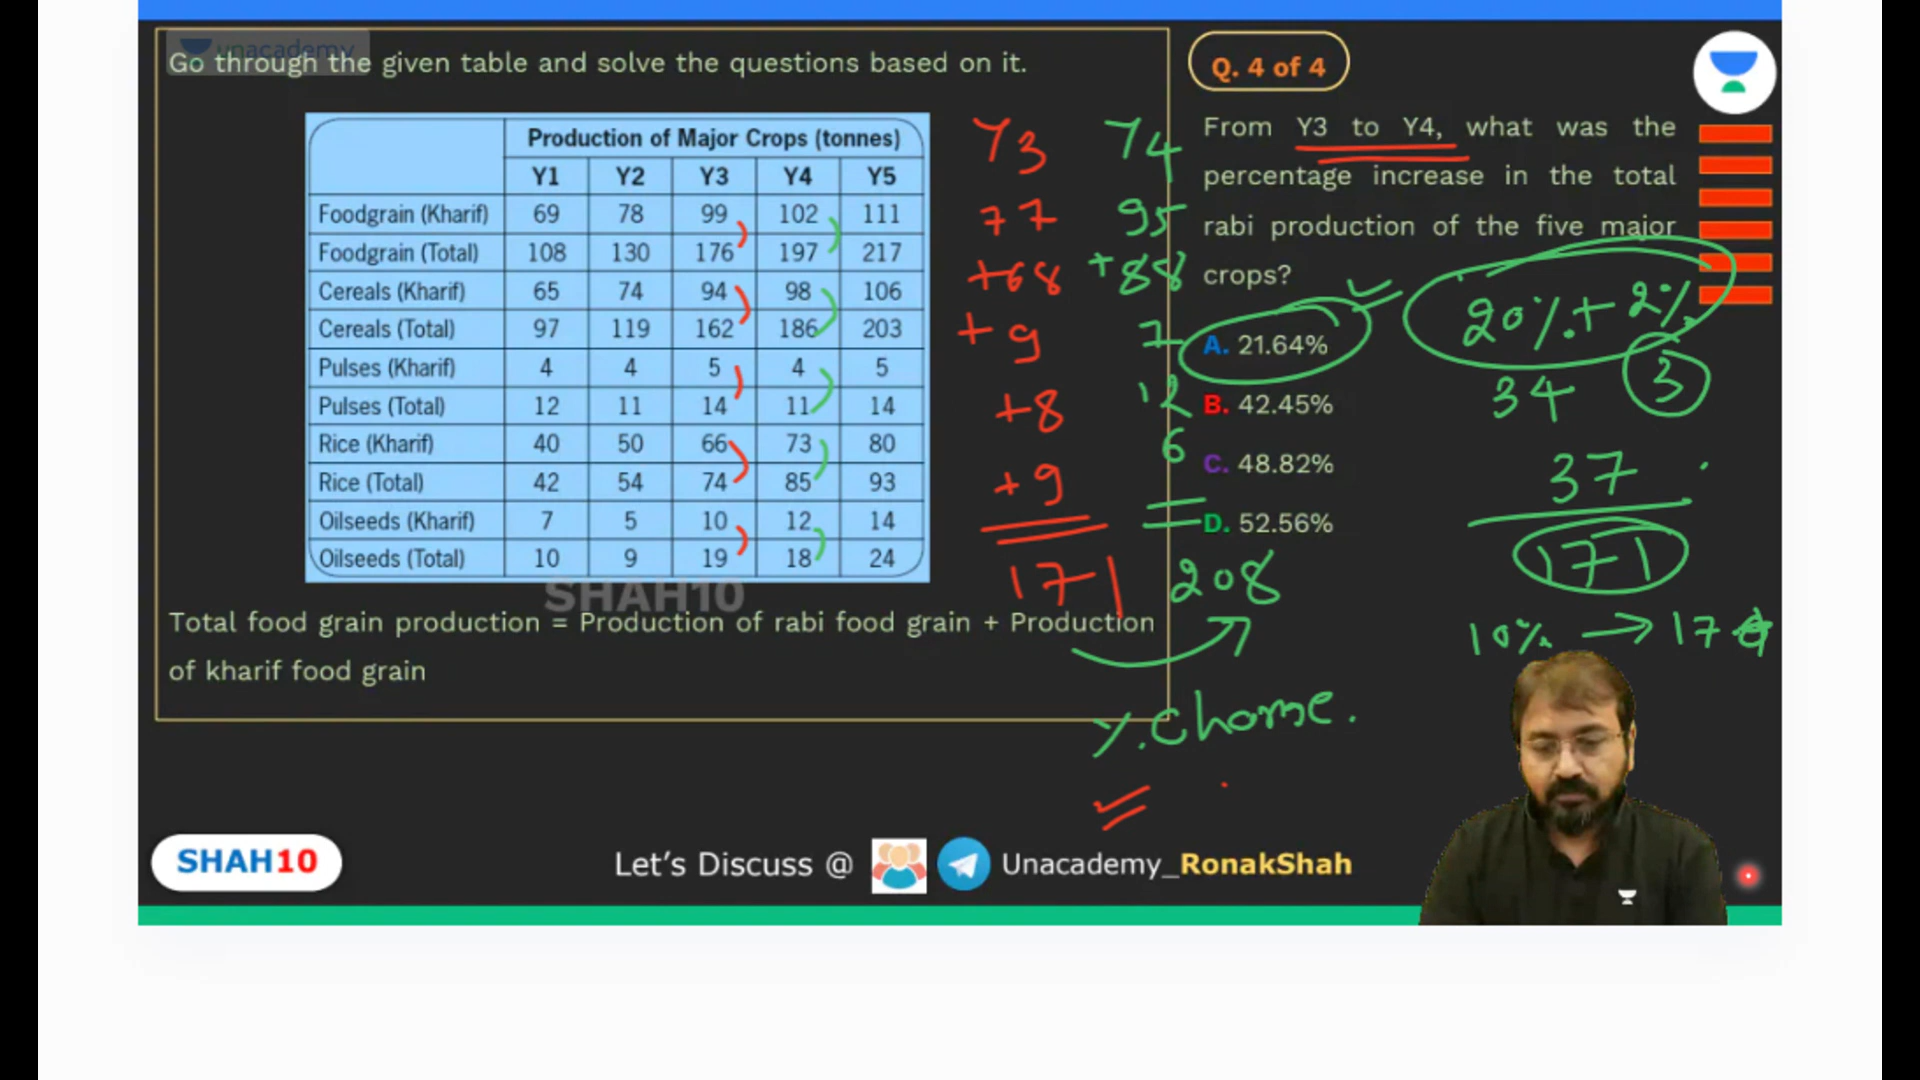 unacademy
Go through the given table and solve the questions based on it.
Production of Major Crops (tonnes)
Y1 Y2 Y3 Y4 Y5
Foodgrain (Kharif) 69 78 99 102 111
Foodgrain (Total) 108 130 176 197 217
Cereals (Kharif) 65 74 94 98 106
Cereals (Total) 97 119 162 186 203
Pulses (Kharif) 4 4 5 4 5
Pulses (Total) 12 11 14 11 14
Rice (Kharif) 40 50 66 73 80
Rice (Total) 42 54 74 85 93
Oilseeds (Kharif) 7 5 10 12 14
Oilseeds (Total) 10 9 19 18 24
SHAH10
Total food grain production = Production of rabi food grain + Production
of kharif food grain
Y3 Y4
77 95
+68 +88
+9 7
+8 12
+9 6
171 208
Q. 4 of 4
From Y3 to Y4, what was the
percentage increase in the total
rabi production of the five major
crops?
A. 21.64%
B. 42.45%
C. 48.82%
D. 52.56%
20%+2%
34 3
37
171
10% → 17
SHAH10
Let's Discuss @ Unacademy_RonakShah